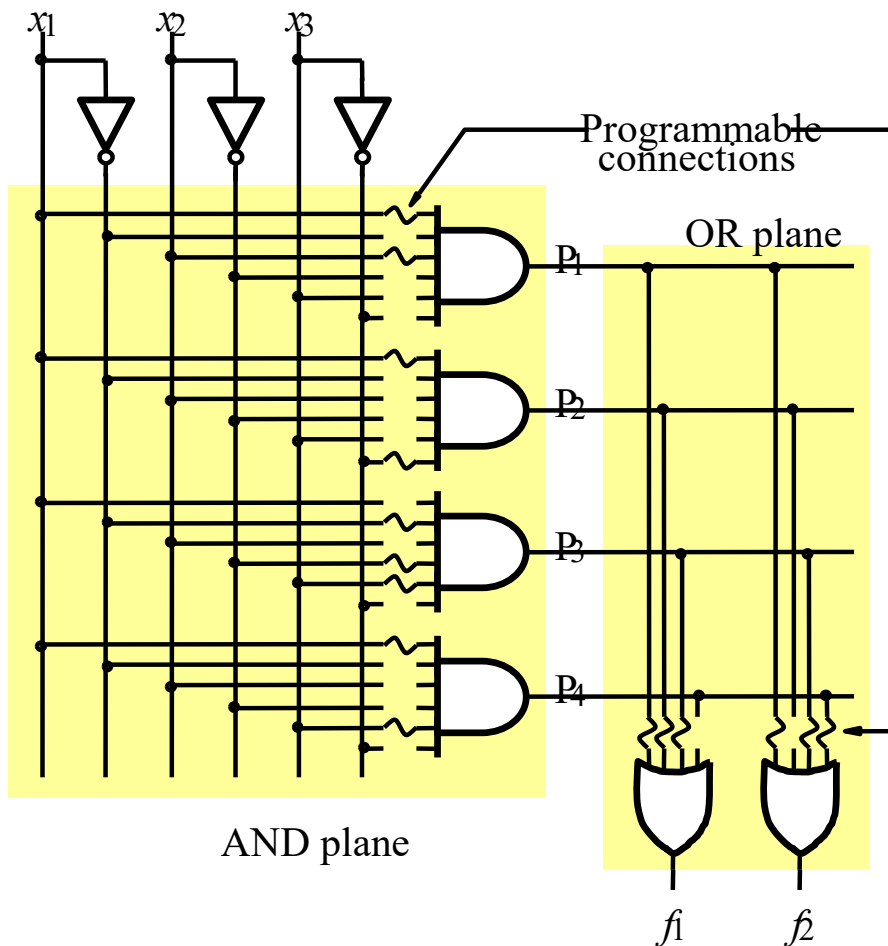 x1 x2 x3
Programmable
connections
OR plane
P1
P2
P3
P4
AND plane
f1 f2